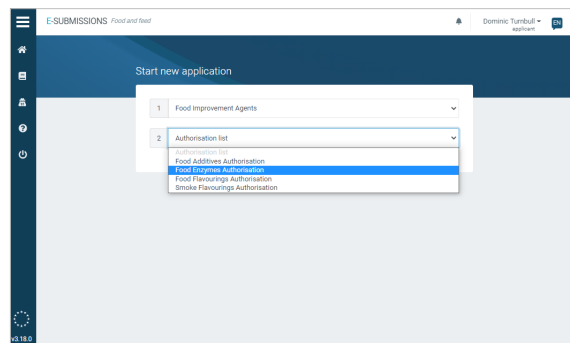 E-SUBMISSIONS Food and feed
Dominic Turnbull
applicant
EN
Start new application
1 Food Improvement Agents
2 Authorisation list
Authorisation list
Food Additives Authorisation
Food Enzymes Authorisation
Food Flavourings Authorisation
Smoke Flavourings Authorisation
v3.18.0